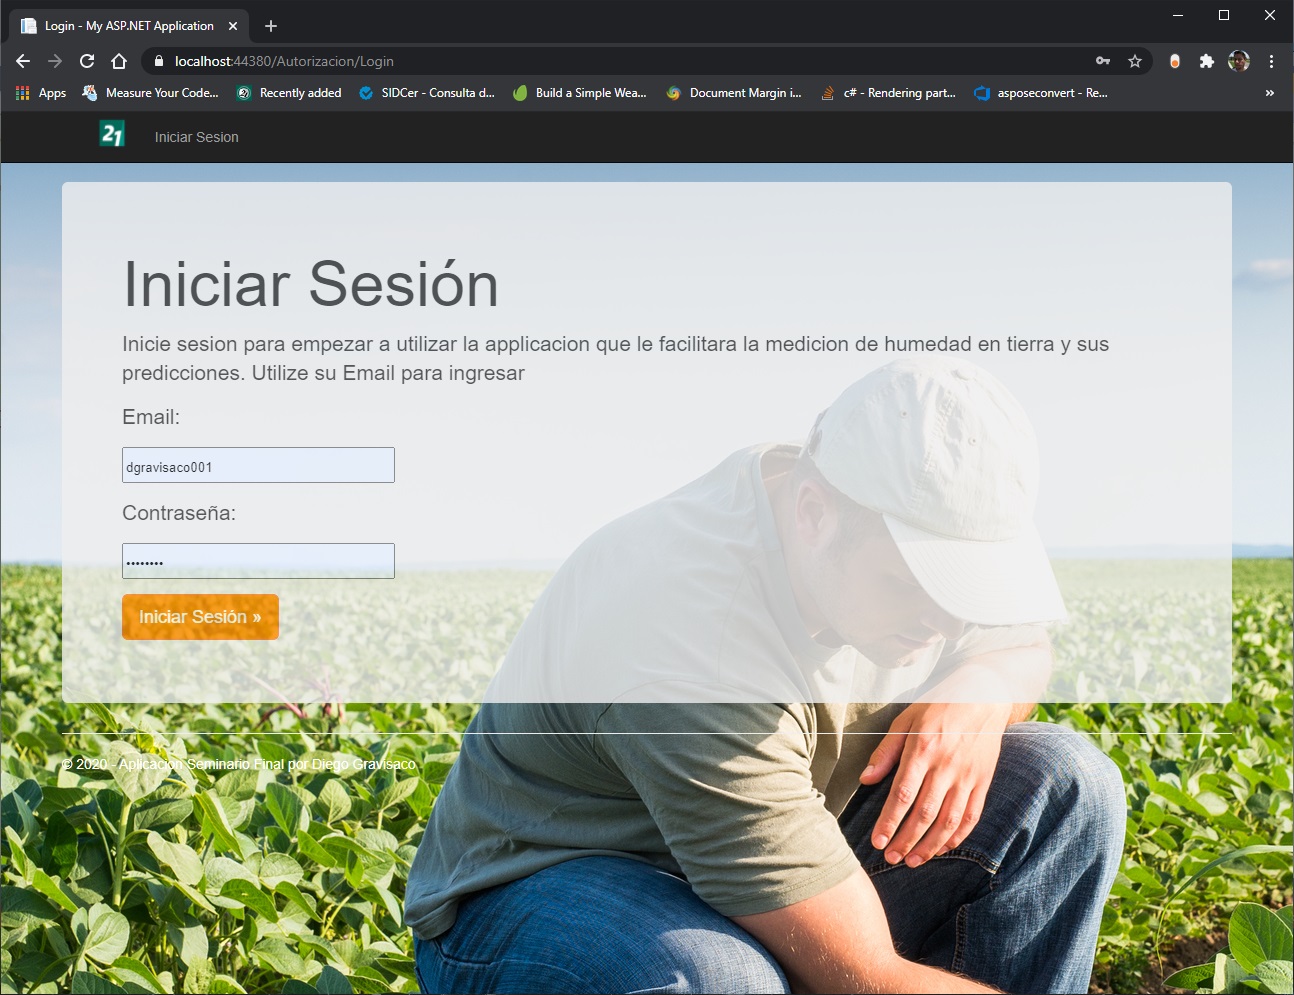 Login - My ASP.NET Application
localhost:44380/Autorizacion/Login
Apps Measure Your Code... Recently added SIDCer - Consulta d... Build a Simple Wea... Document Margin i... c# - Rendering part... asposeconvert - Re... »
21 Iniciar Sesion
Iniciar Sesión
Inicie sesion para empezar a utilizar la applicacion que le facilitara la medicion de humedad en tierra y sus
predicciones. Utilize su Email para ingresar
Email:
dgravisaco001
Contraseña:
••••••••
Iniciar Sesión »
© 2020 - Aplicacion Seminario Final por Diego Gravisaco